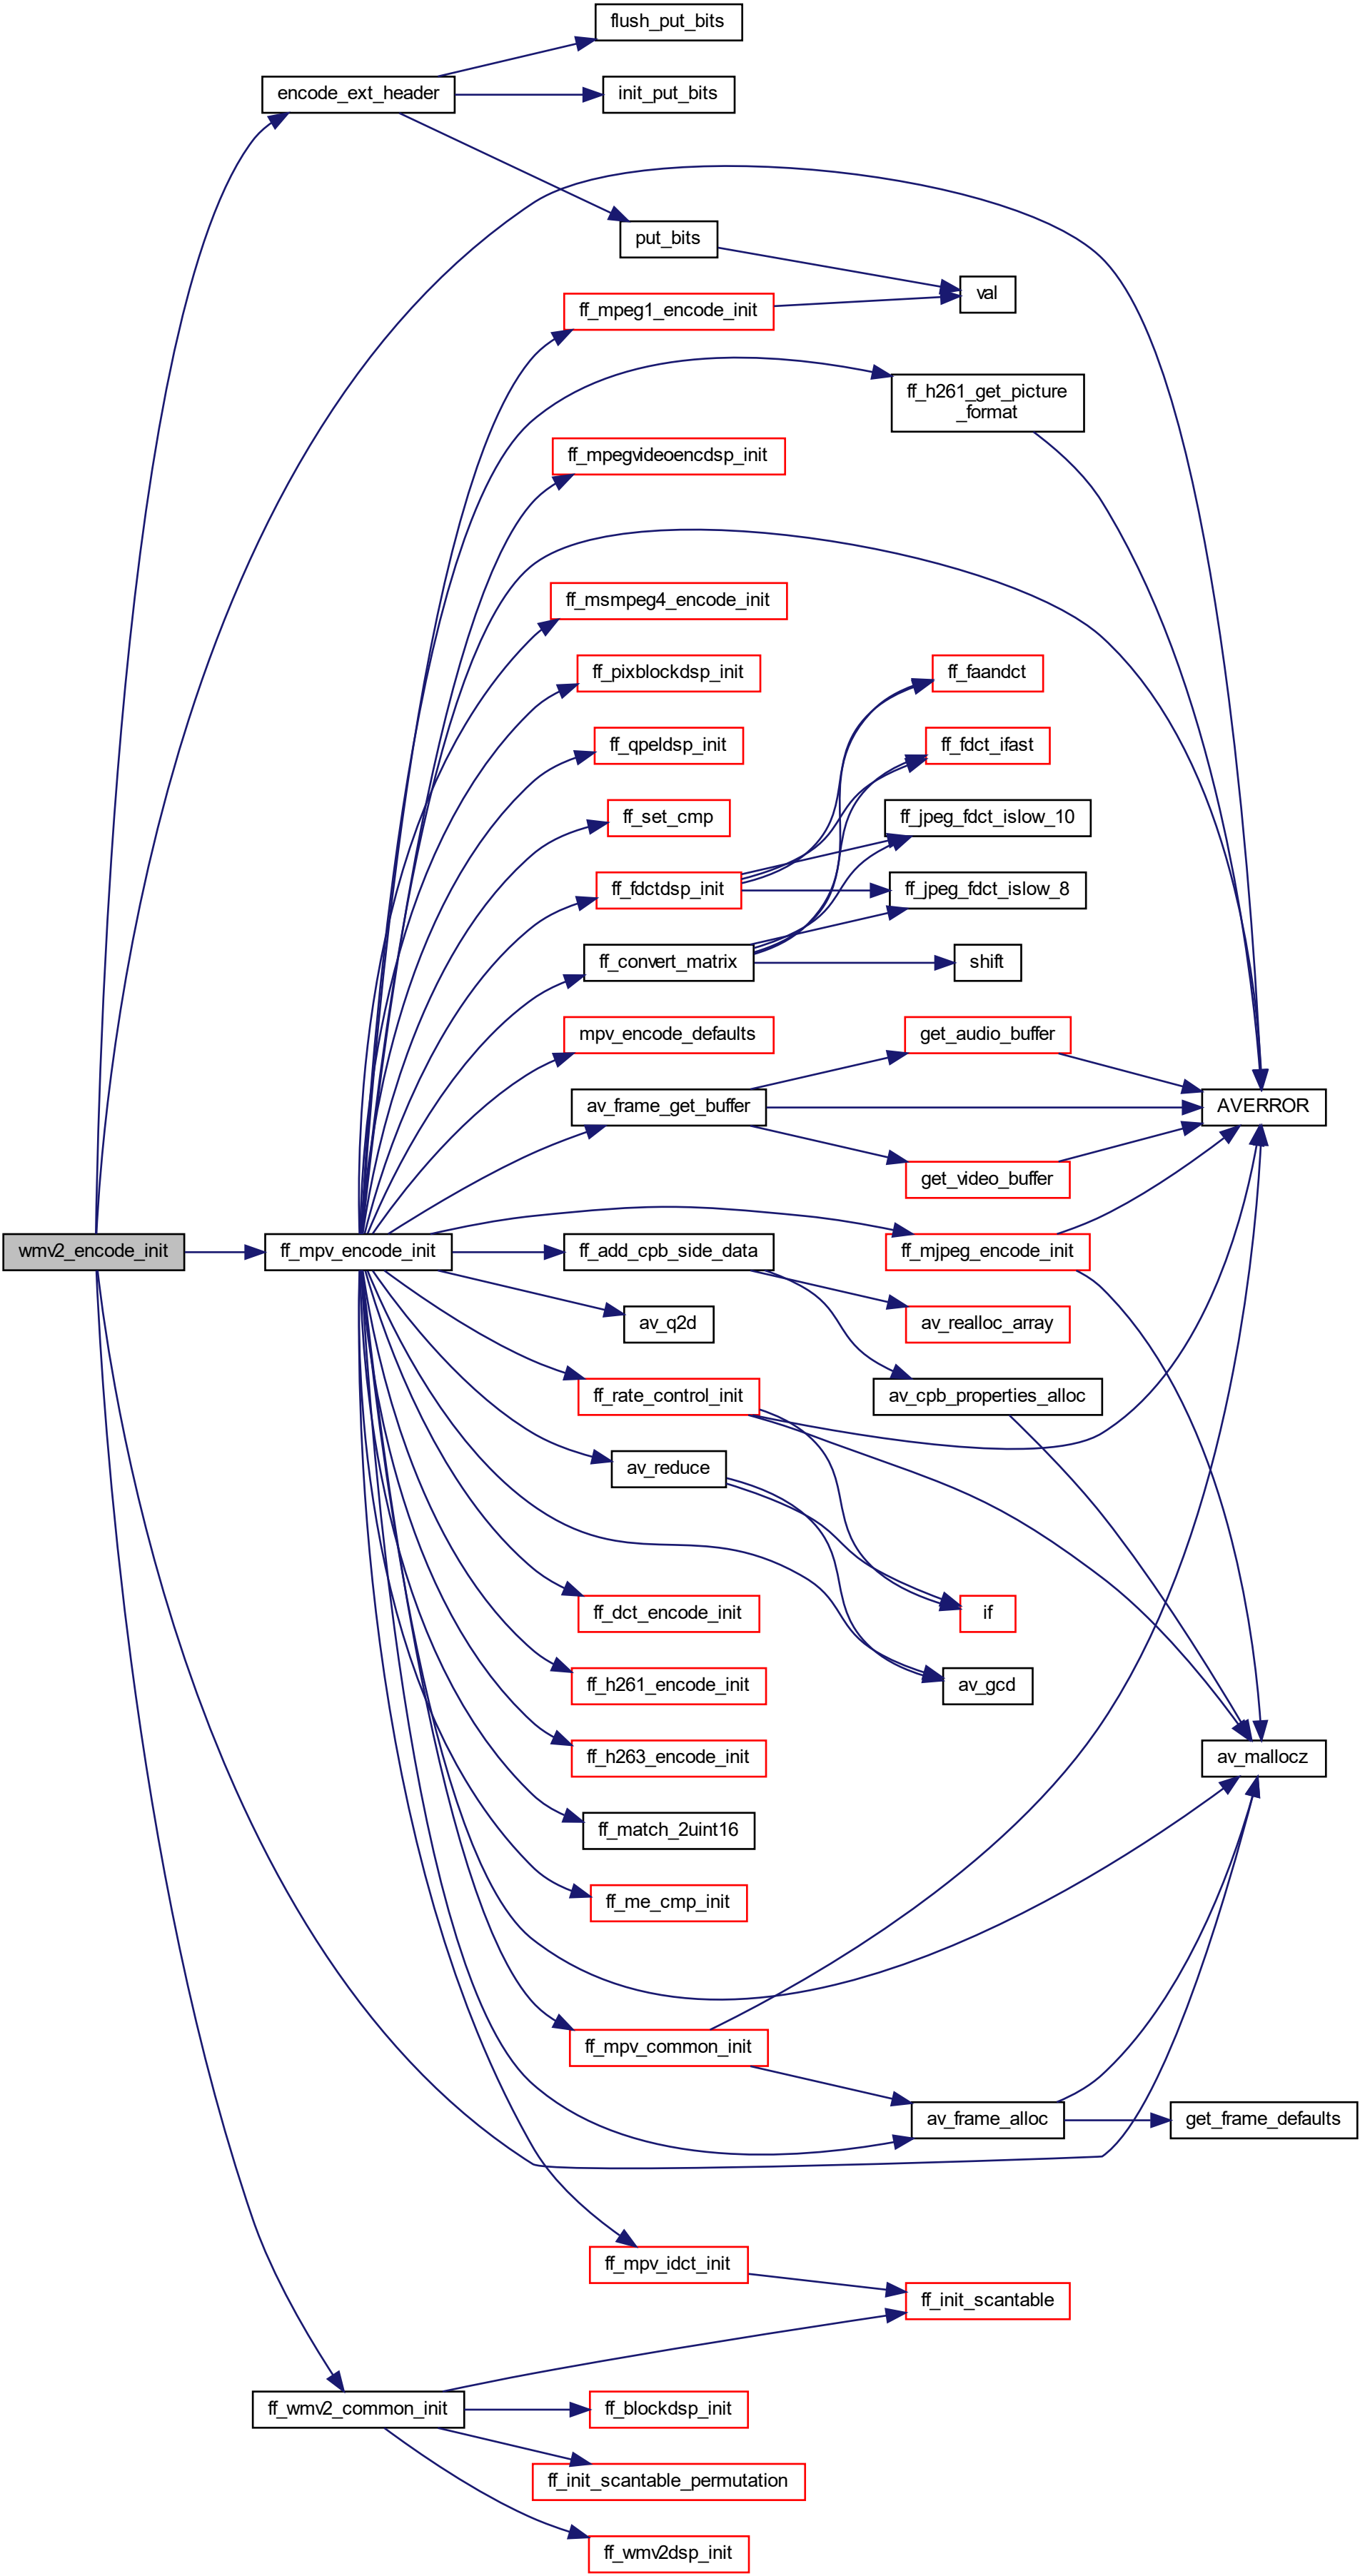 flush_put_bits
encode_ext_header
init_put_bits
put_bits
val
ff_mpeg1_encode_init
ff_h261_get_picture
_format
ff_mpegvideoencdsp_init
ff_msmpeg4_encode_init
ff_pixblockdsp_init
ff_faandct
ff_qpeldsp_init
ff_fdct_ifast
ff_set_cmp
ff_jpeg_fdct_islow_10
ff_fdctdsp_init
ff_jpeg_fdct_islow_8
ff_convert_matrix
shift
mpv_encode_defaults
get_audio_buffer
av_frame_get_buffer
AVERROR
get_video_buffer
wmv2_encode_init
ff_mpv_encode_init
ff_add_cpb_side_data
ff_mjpeg_encode_init
av_q2d
av_realloc_array
ff_rate_control_init
av_cpb_properties_alloc
av_reduce
ff_dct_encode_init
if
ff_h261_encode_init
av_gcd
ff_h263_encode_init
av_mallocz
ff_match_2uint16
ff_me_cmp_init
ff_mpv_common_init
av_frame_alloc
get_frame_defaults
ff_mpv_idct_init
ff_init_scantable
ff_wmv2_common_init
ff_blockdsp_init
ff_init_scantable_permutation
ff_wmv2dsp_init